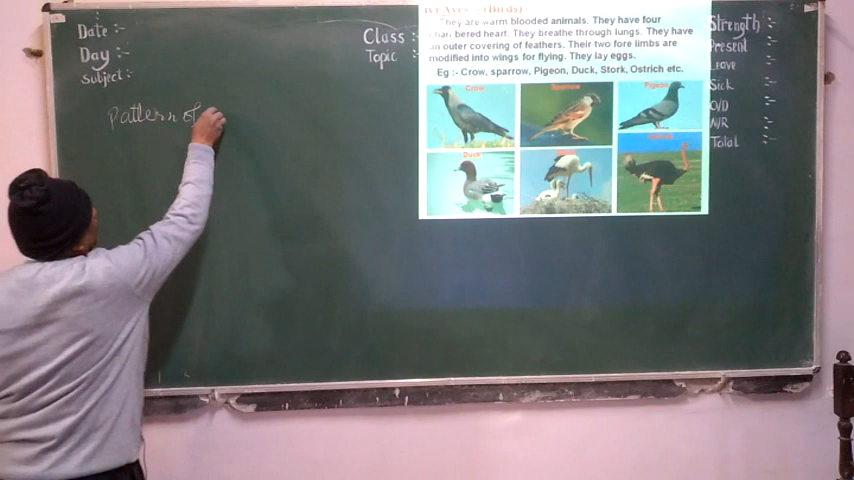 Date :-
Day :-
Subject :-
Pattern of
Class :-
Topic :-
b) Aves :- (Birds)
They are warm blooded animals. They have four
chambered heart. They breathe through lungs. They have
an outer covering of feathers. Their two fore limbs are
modified into wings for flying. They lay eggs.
Eg :- Crow, sparrow, Pigeon, Duck, Stork, Ostrich etc.
Crow
Sparrow
Pigeon
Duck
Stork
Ostrich
Strength :-
Present :-
Leave :-
Sick :-
O/D :-
N/R :-
Total :-